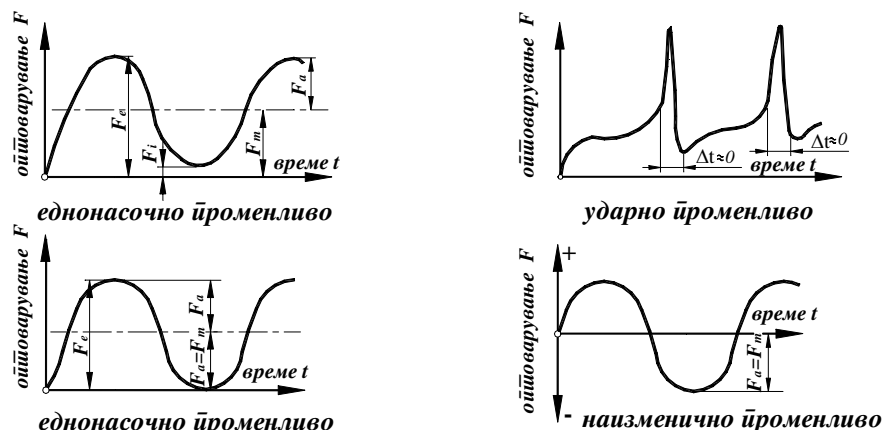 оптоварување F
F_e
F_i
F_m
F_a
време t
еднонасочно променливо
оптоварување F
Δt≈0
Δt≈0
време t
ударно променливо
оптоварување F
F_e
F_a
F_a=F_m
време t
еднонасочно променливо
оптоварување F
+
-
време t
F_a=F_m
наизменично променливо